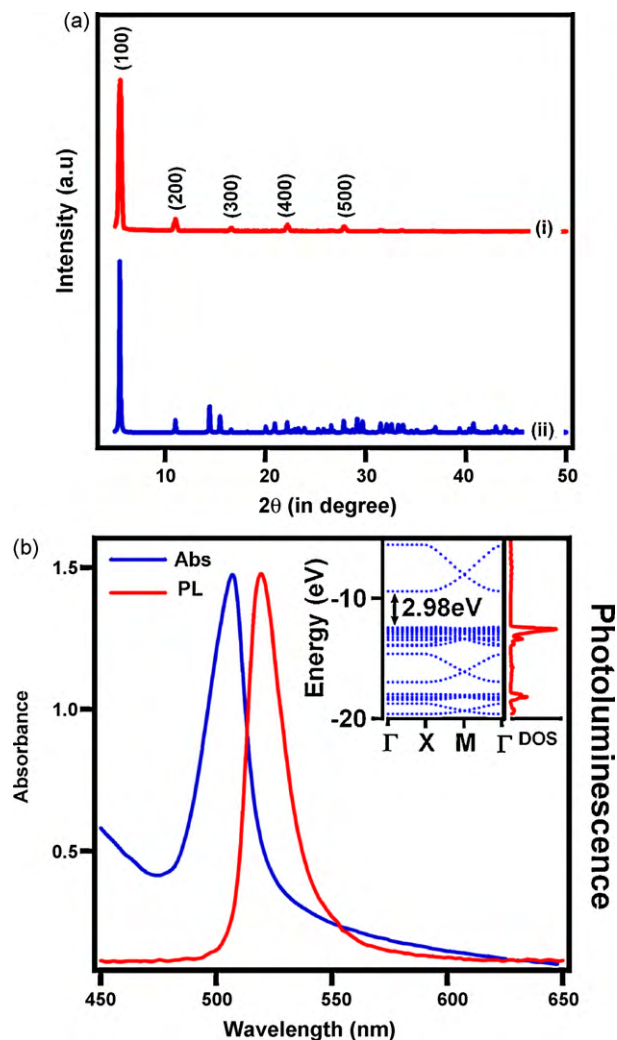 (a)
(100)
(200)
(300)
(400)
(500)
(i)
(ii)
Intensity (a.u)
10 20 30 40 50
2θ (in degree)
(b)
Abs
PL
1.5
1.0
0.5
Absorbance
450 500 550 600 650
Wavelength (nm)
Photoluminescence
Energy (eV)
-10
-20
2.98eV
Γ X M Γ DOS